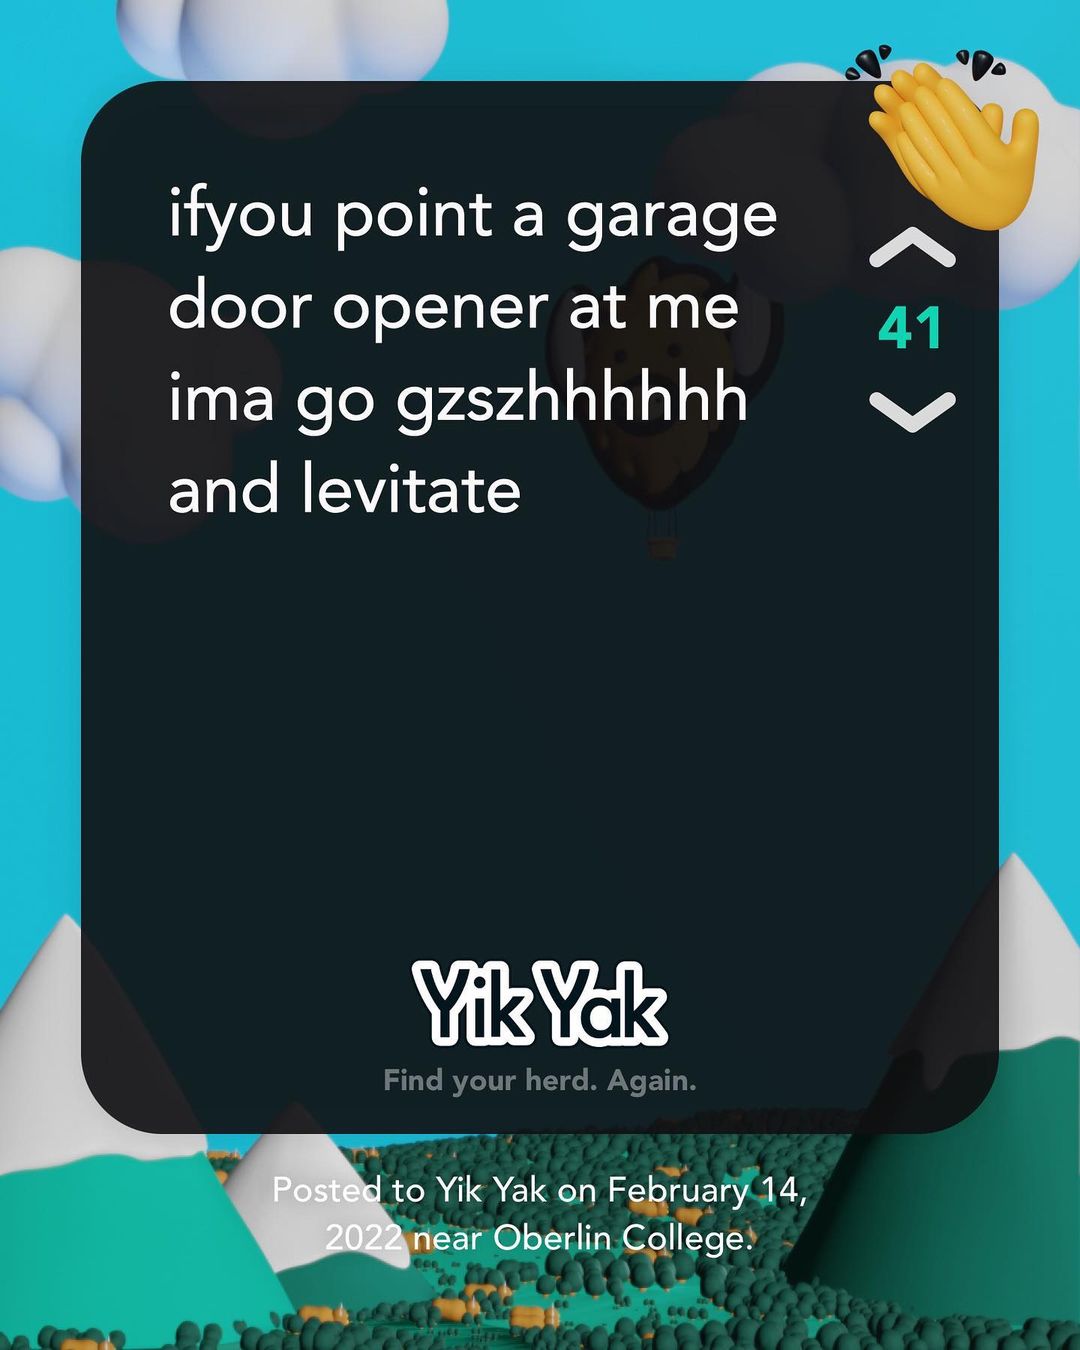 ifyou point a garage
door opener at me
ima go gzszhhhhhh
and levitate
41
Yik Yak
Find your herd. Again.
Posted to Yik Yak on February 14,
2022 near Oberlin College.